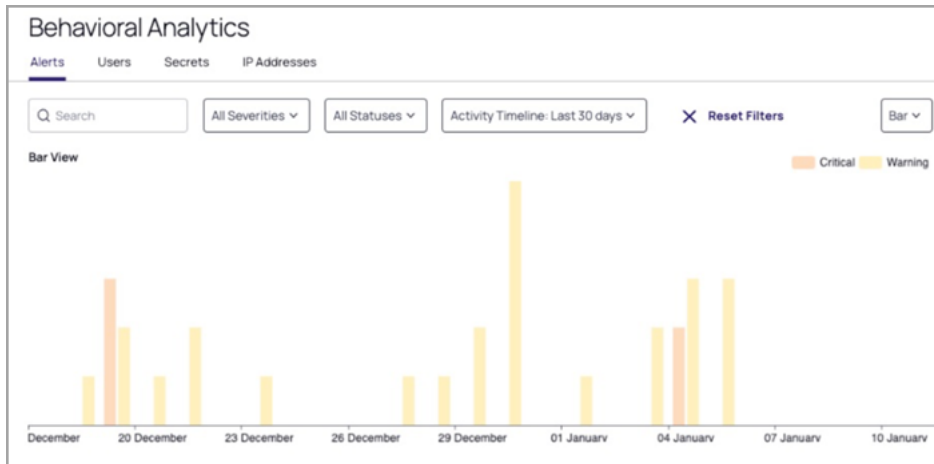 Behavioral Analytics
Alerts Users Secrets IP Addresses
Search All Severities All Statuses Activity Timeline: Last 30 days Reset Filters Bar
Bar View Critical Warning
December 20 December 23 December 26 December 29 December 01 January 04 January 07 January 10 January